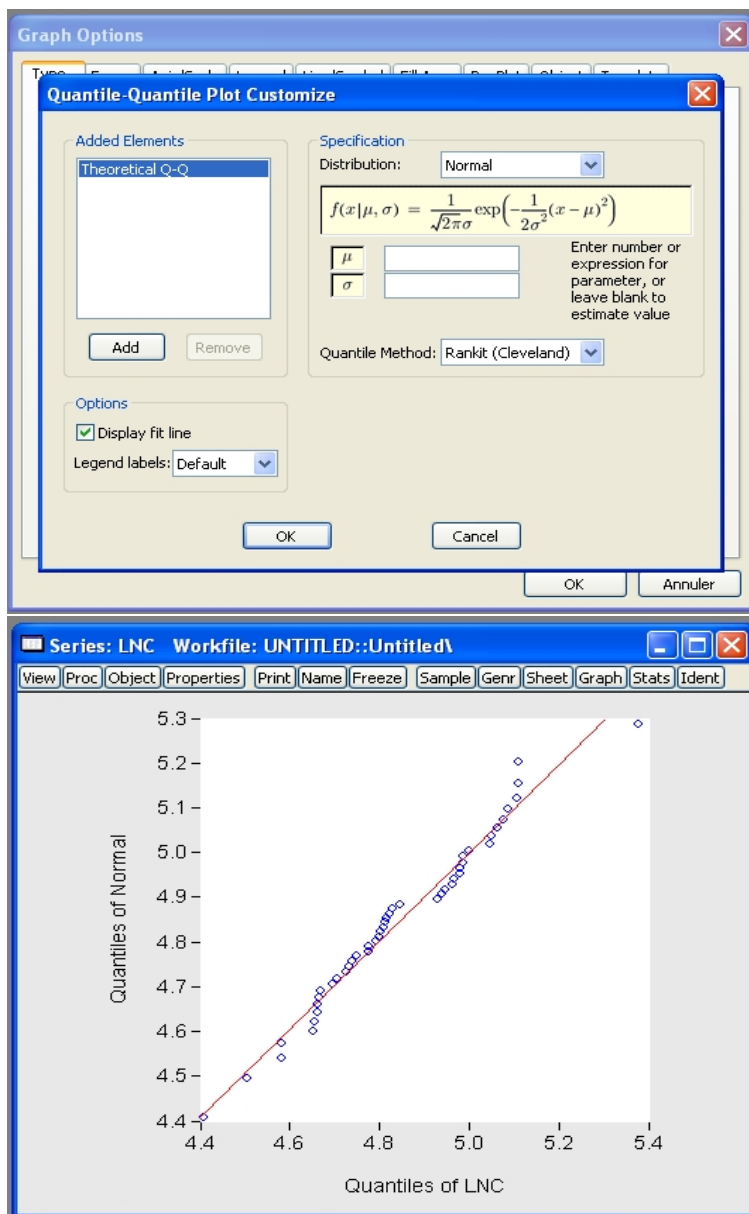 Graph Options
Quantile-Quantile Plot Customize
Added Elements
Theoretical Q-Q
Add
Remove
Options
Display fit line
Legend labels:
Default
Specification
Distribution:
Normal
f(x|μ, σ) = 1/√2πσ exp(−1/2σ²(x − μ)²)
μ
σ
Enter number or
expression for
parameter, or
leave blank to
estimate value
Quantile Method:
Rankit (Cleveland)
OK
Cancel
OK
Annuler
Series: LNC Workfile: UNTITLED::Untitled\
View Proc Object Properties Print Name Freeze Sample Genr Sheet Graph Stats Ident
5.3
5.2
5.1
5.0
4.9
4.8
4.7
4.6
4.5
4.4
Quantiles of Normal
4.4 4.6 4.8 5.0 5.2 5.4
Quantiles of LNC